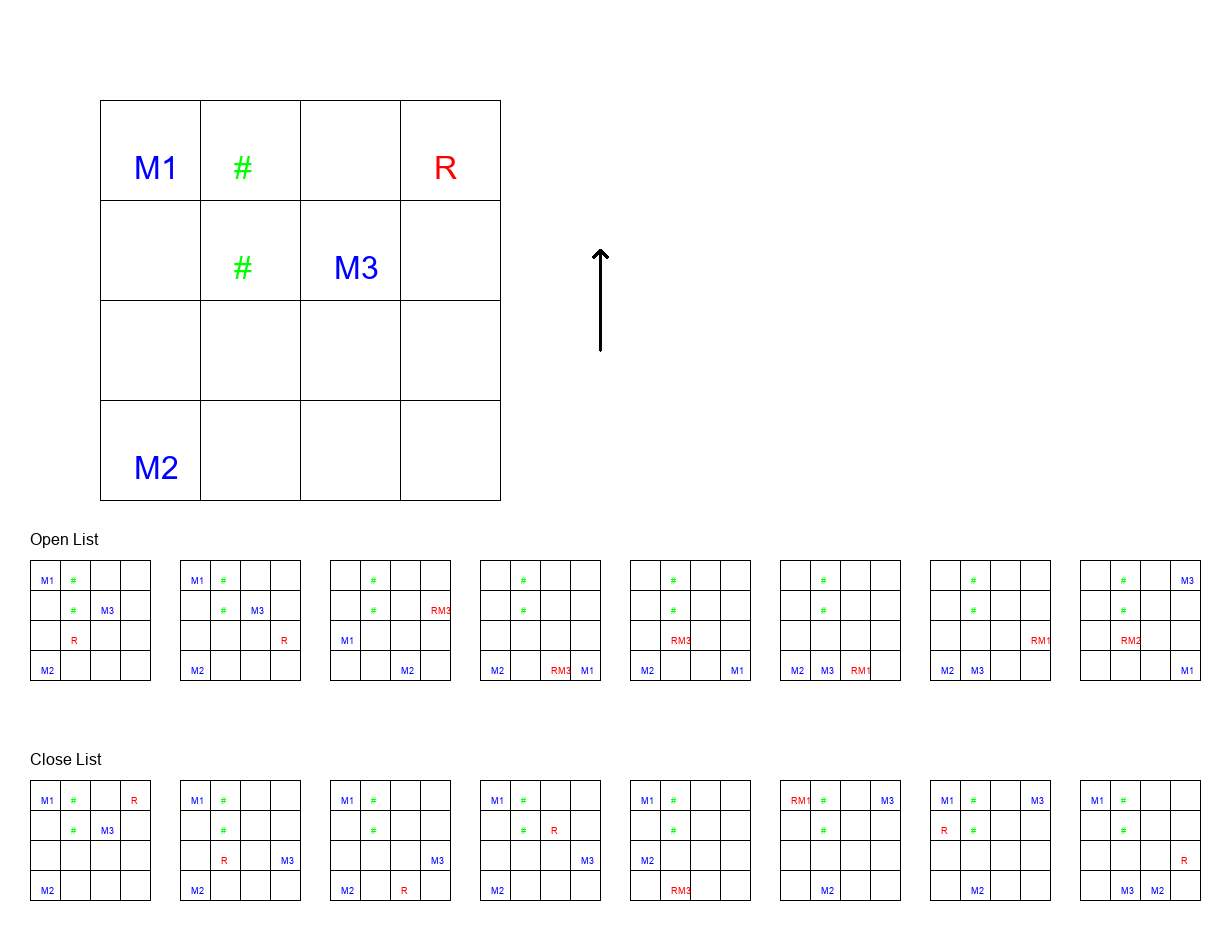 M1 # R
# M3
M2
Open List
M1 # M1 # # # # # # # M3
# M3 # M3 # RM3 # # # # #
R R M1 RM3 RM1 RM2
M2 M2 M2 M2 RM3 M1 M2 M1 M2 M3 RM1 M2 M3 M1
Close List
M1 # R M1 # M1 # M1 # M1 # RM1 # M3 M1 # M3 M1 #
# M3 # # # R # # R # #
R M3 M3 M3 M2 R
M2 M2 M2 R M2 RM3 M2 M2 M3 M2